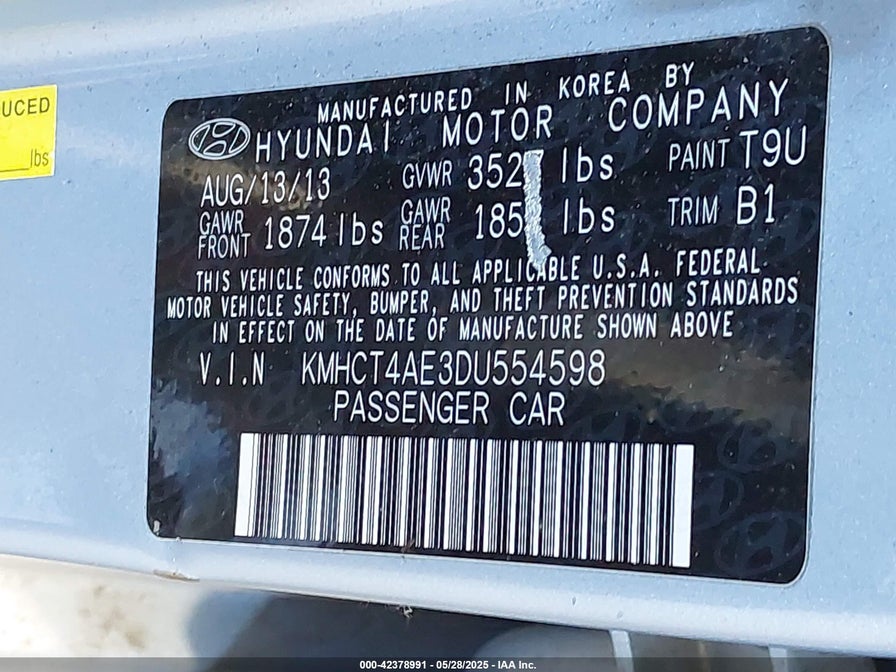 UCED
lbs
MANUFACTURED IN KOREA BY
HYUNDAI MOTOR COMPANY
AUG/13/13 GVWR lbs PAINT T9U
GAWR FRONT 1874 lbs GAWR REAR lbs TRIM B1
THIS VEHICLE CONFORMS TO ALL APPLICABLE U.S.A. FEDERAL
MOTOR VEHICLE SAFETY, BUMPER, AND THEFT PREVENTION STANDARDS
IN EFFECT ON THE DATE OF MANUFACTURE SHOWN ABOVE
V.I.N KMHCT4AE3DU554598
PASSENGER CAR
000-42378991 - 05/28/2025 - IAA Inc.